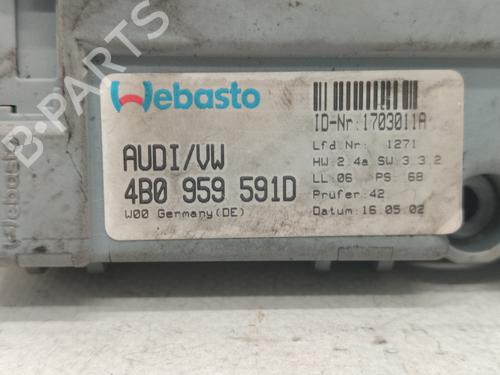 B-PARTS
Webasto
ID-Nr:1703011A
AUDI/VW
Lfd.Nr: 1271
HW:2.4a SW:3.3.2
4B0 959 591D
LL:06 PS: 68
Prüfer:42
W00 Germany(DE)
Datum:16.05.02